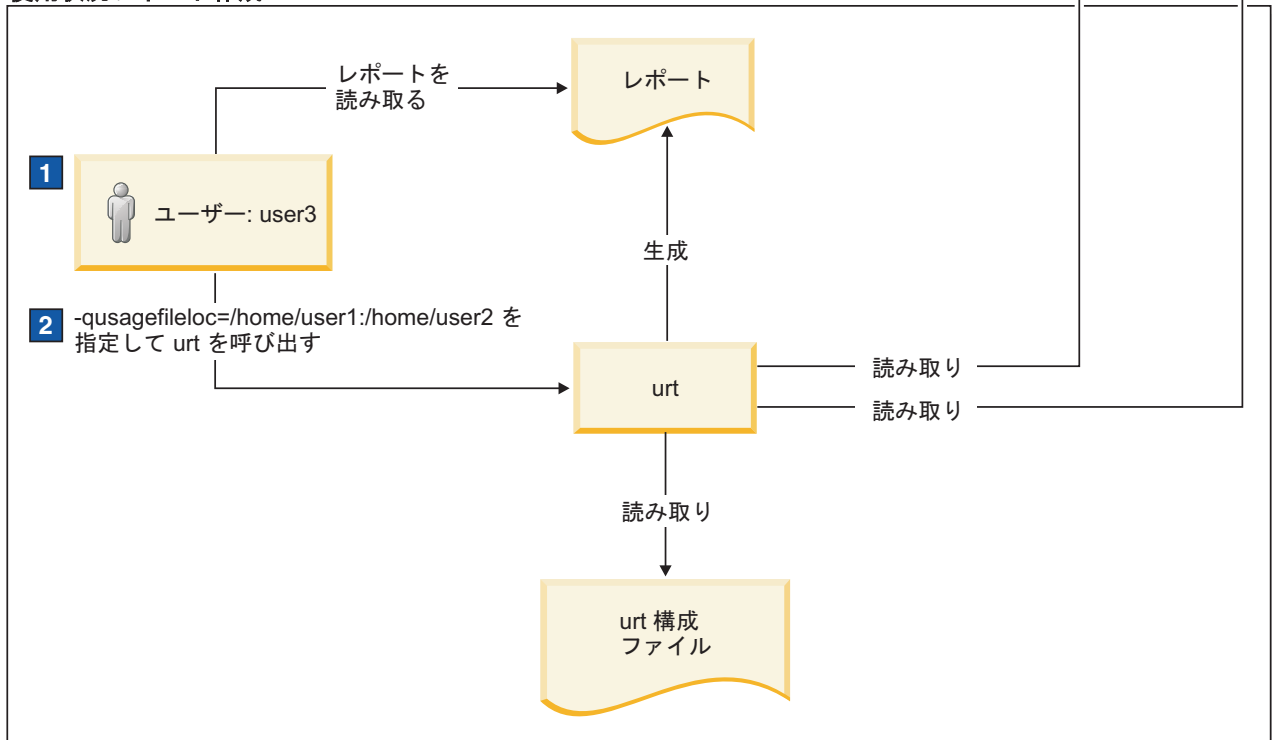 レポートを
読み取る
レポート
1
ユーザー: user3
生成
2
-qusagefileloc=/home/user1:/home/user2 を
指定して urt を呼び出す
urt
読み取り
読み取り
読み取り
urt 構成
ファイル